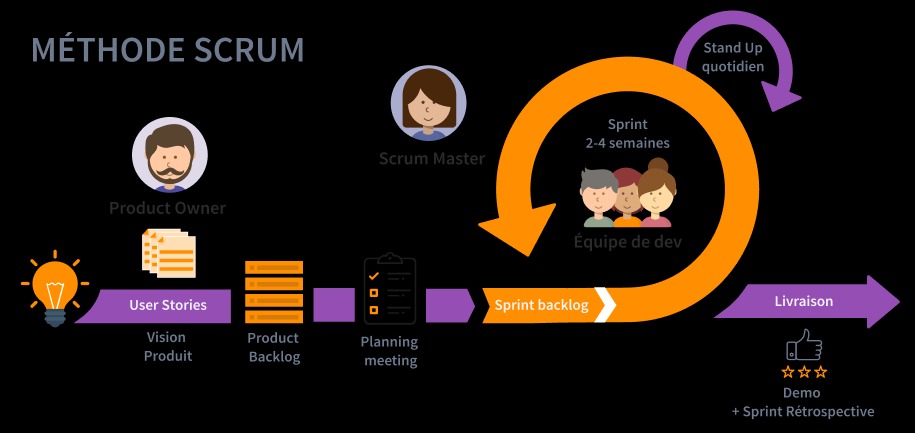 MÉTHODE SCRUM
Stand Up
quotidien
Sprint
2-4 semaines
Scrum Master
Product Owner
Équipe de dev
User Stories
Sprint backlog
Livraison
Vision
Produit
Product
Backlog
Planning
meeting
Demo
+ Sprint Rétrospective